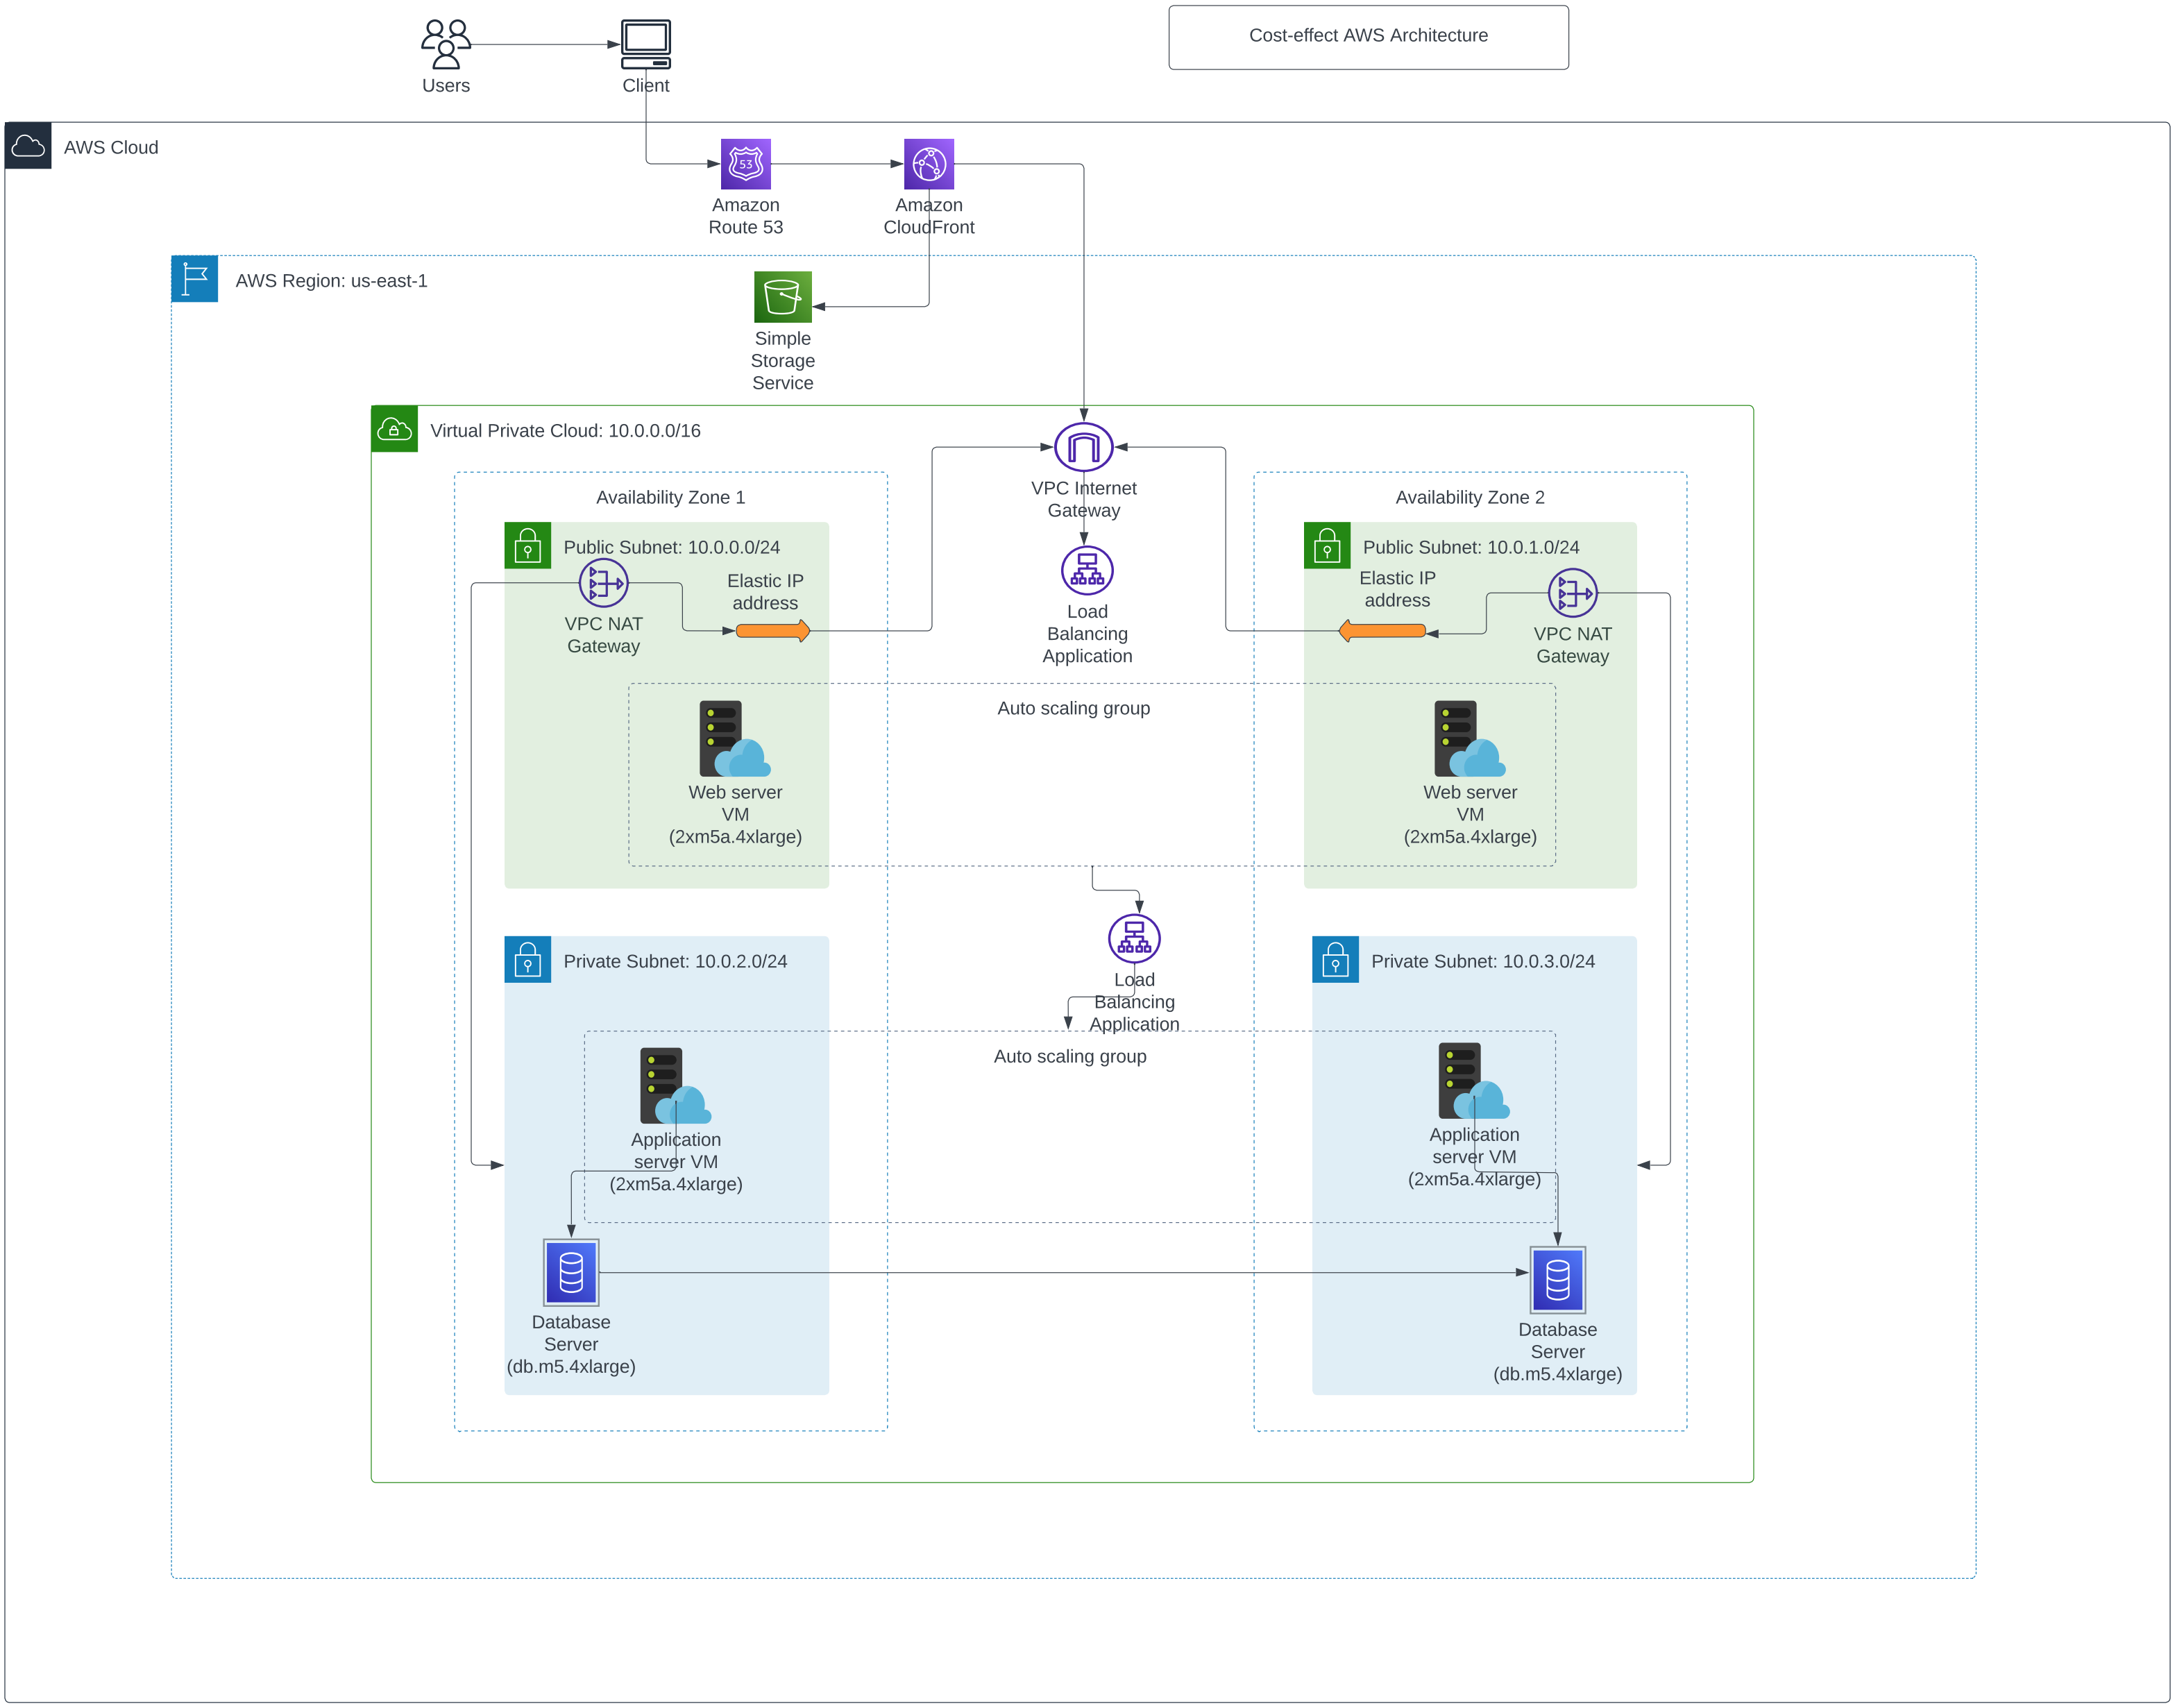 Cost-effect AWS Architecture
Users
Client
AWS Cloud
53
Amazon
Route 53
Amazon
CloudFront
AWS Region: us-east-1
Simple
Storage
Service
Virtual Private Cloud: 10.0.0.0/16
Availability Zone 1
VPC Internet
Gateway
Availability Zone 2
Public Subnet: 10.0.0.0/24
Public Subnet: 10.0.1.0/24
Elastic IP
address
VPC NAT
Gateway
Load
Balancing
Application
Elastic IP
address
VPC NAT
Gateway
Auto scaling group
Web server
VM
(2xm5a.4xlarge)
Web server
VM
(2xm5a.4xlarge)
Private Subnet: 10.0.2.0/24
Load
Balancing
Application
Private Subnet: 10.0.3.0/24
Auto scaling group
Application
server VM
(2xm5a.4xlarge)
Application
server VM
(2xm5a.4xlarge)
Database
Server
(db.m5.4xlarge)
Database
Server
(db.m5.4xlarge)